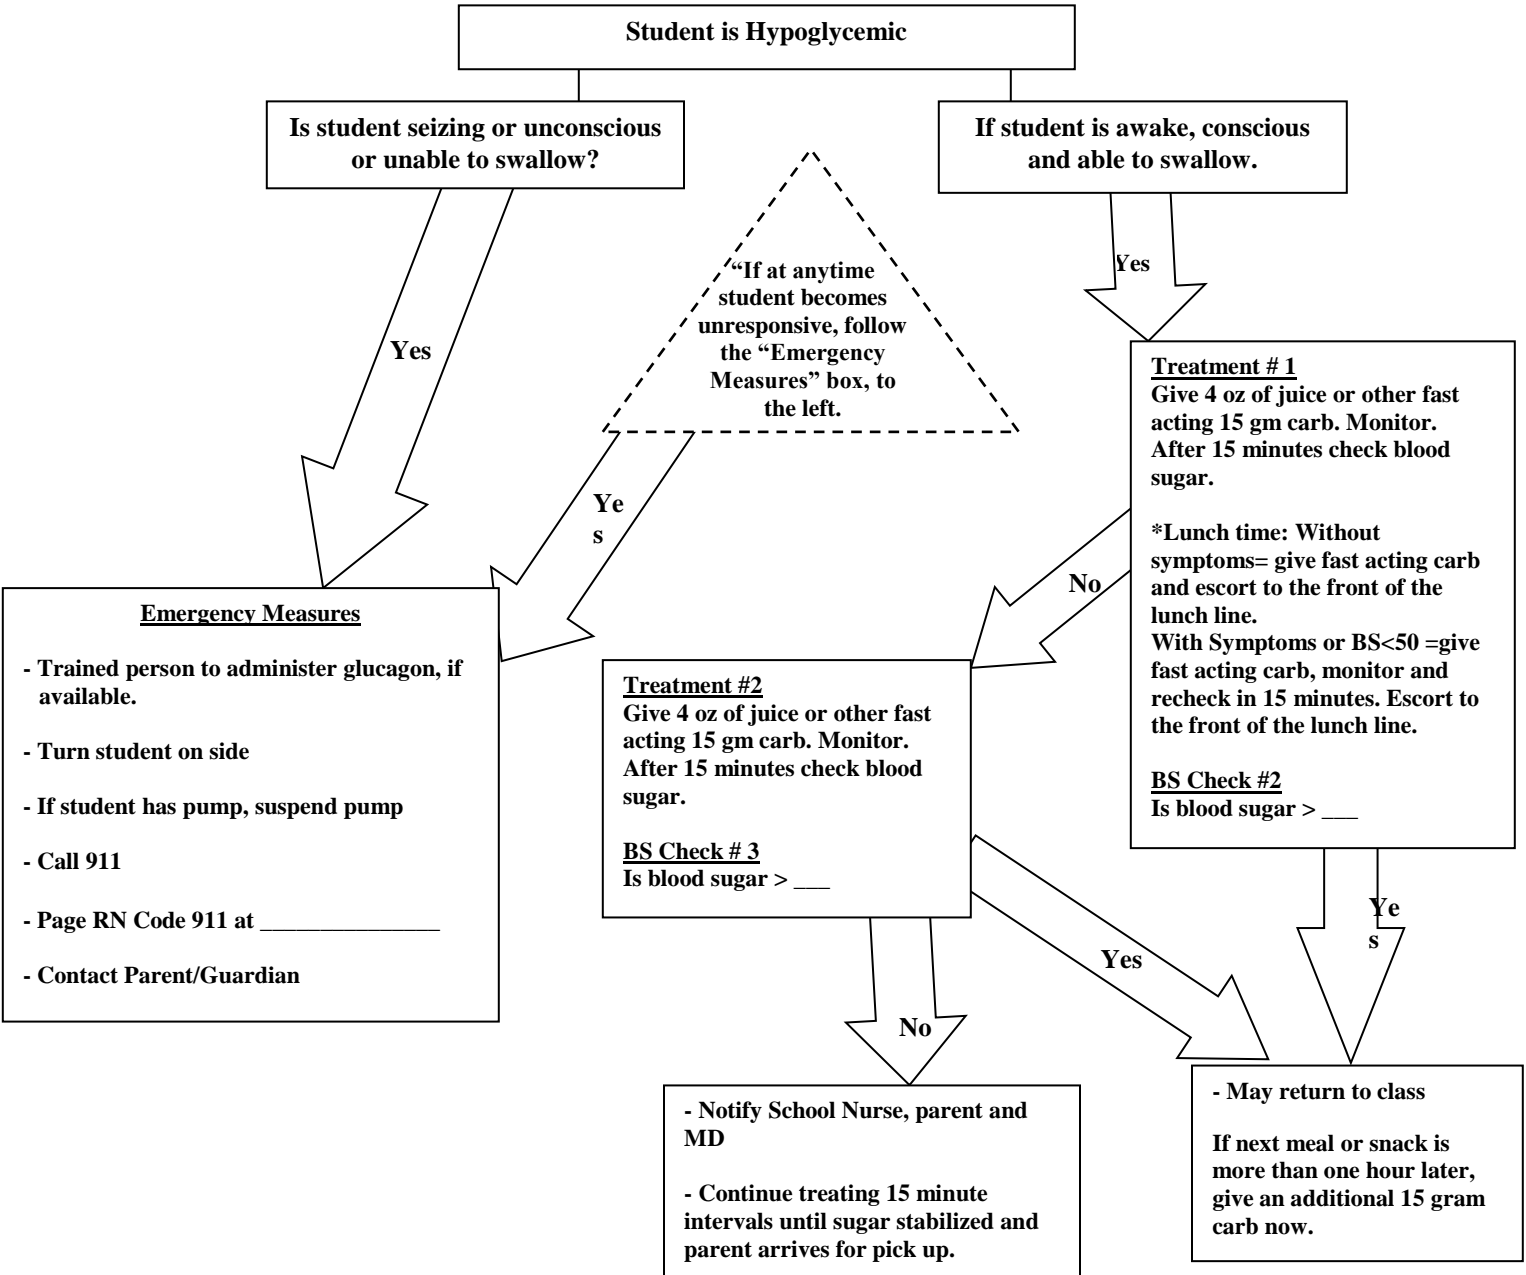 Student is Hypoglycemic
Is student seizing or unconscious
or unable to swallow?
If student is awake, conscious
and able to swallow.
Yes
Yes
“If at anytime
student becomes
unresponsive, follow
the “Emergency
Measures” box, to
the left.
Ye
s
Treatment # 1
Give 4 oz of juice or other fast
acting 15 gm carb. Monitor.
After 15 minutes check blood
sugar.
*Lunch time: Without
symptoms= give fast acting carb
and escort to the front of the
lunch line.
With Symptoms or BS<50 =give
fast acting carb, monitor and
recheck in 15 minutes. Escort to
the front of the lunch line.
BS Check #2
Is blood sugar > ___
No
Emergency Measures
- Trained person to administer glucagon, if
available.
- Turn student on side
- If student has pump, suspend pump
- Call 911
- Page RN Code 911 at _______________
- Contact Parent/Guardian
Treatment #2
Give 4 oz of juice or other fast
acting 15 gm carb. Monitor.
After 15 minutes check blood
sugar.
BS Check # 3
Is blood sugar > ___
Ye
s
Yes
No
- Notify School Nurse, parent and
MD
- Continue treating 15 minute
intervals until sugar stabilized and
parent arrives for pick up.
- May return to class
If next meal or snack is
more than one hour later,
give an additional 15 gram
carb now.